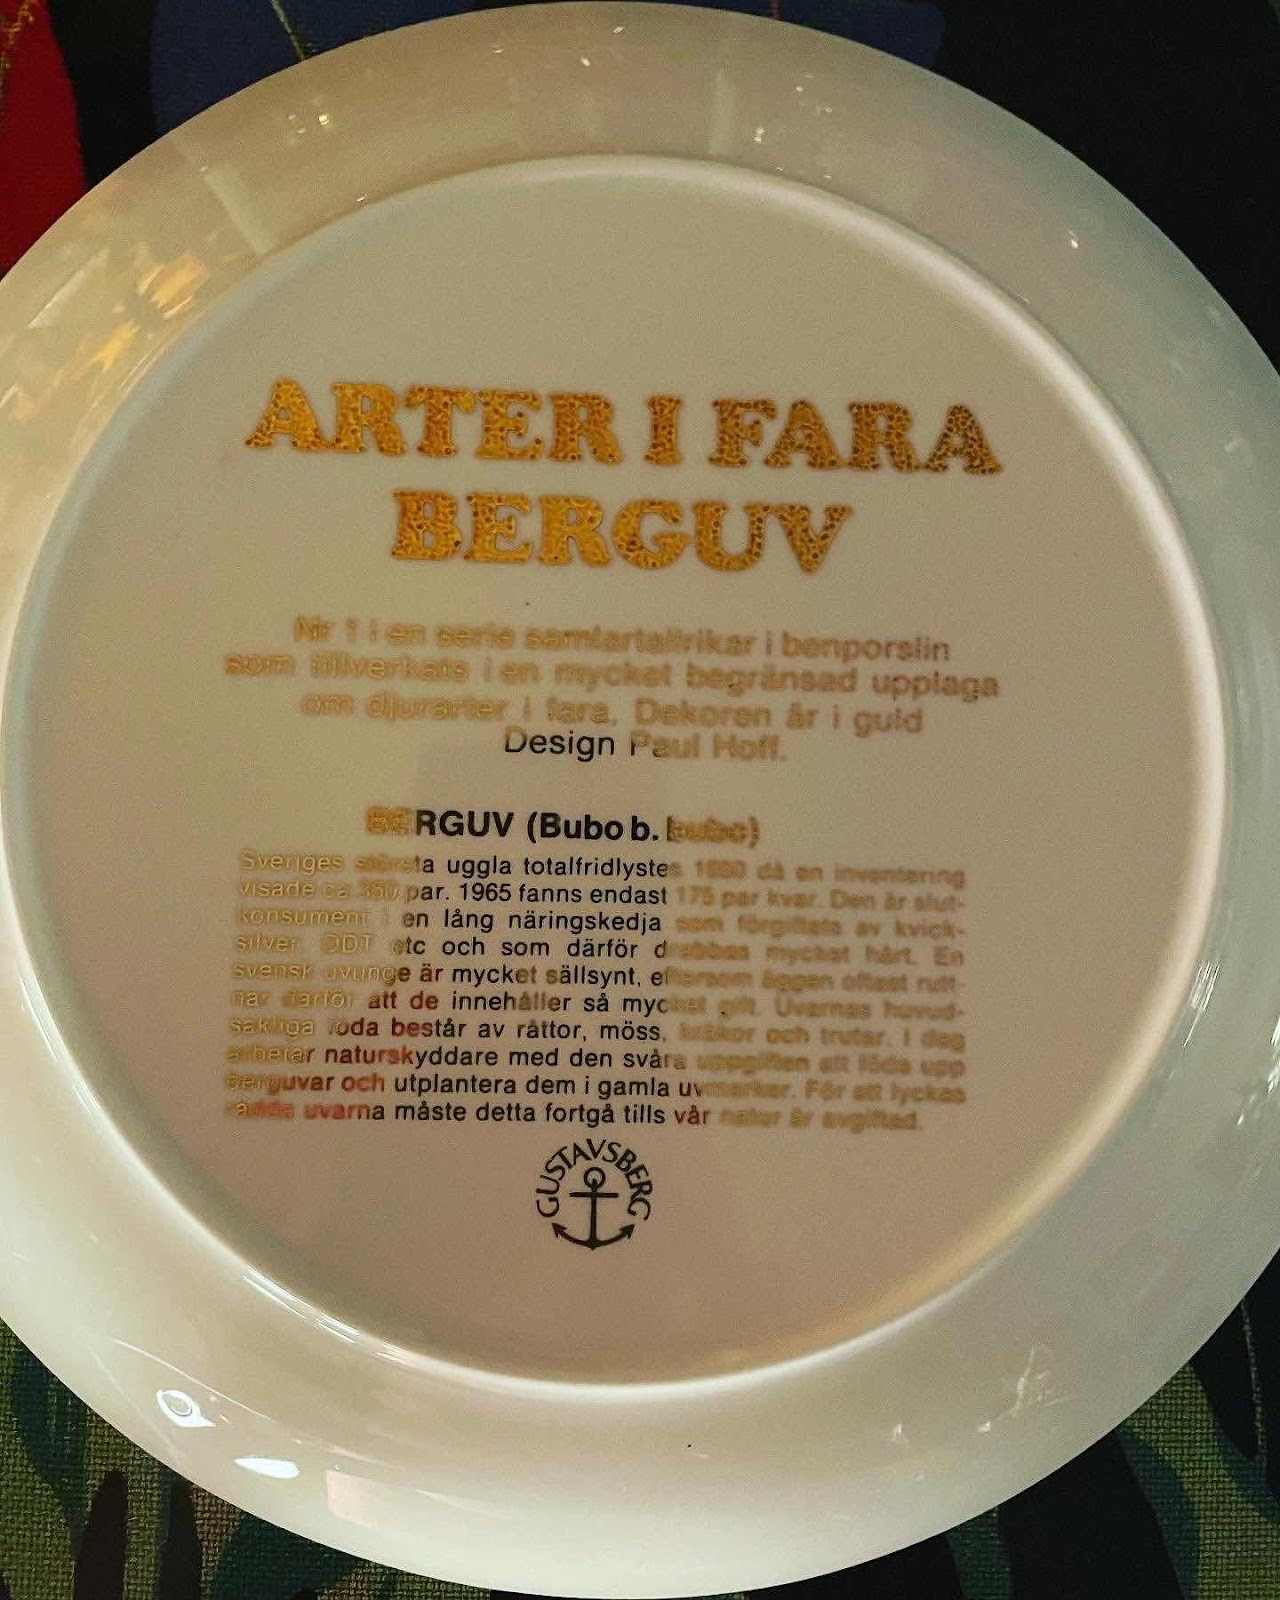 ARTER I FARA
BERGUV
Nr 1 i en serie samlartallrikar i benporslin
som tillverkats i en mycket begränsad upplaga
om djurarter i fara. Dekoren är i guld
Design Paul Hoff.
BERGUV (Bubo b. bubo)
Sveriges största uggla totalfridlystes 1950 då en inventering
visade ca 350 par. 1965 fanns endast 175 par kvar. Den är slut-
konsument i en lång näringskedja som förgiftats av kvick-
silver, DDT etc och som därför drabbas mycket hårt. En
svensk uvunge är mycket sällsynt, eftersom äggen oftast rutt-
nar därför att de innehåller så mycket gift. Uvarnas huvud-
sakliga föda består av råttor, möss, kråkor och trutar. I dag
arbetar naturskyddare med den svåra uppgiften att föda upp
berguvar och utplantera dem i gamla uvmarker. För att lyckas
rädda uvarna måste detta fortgå tills vår natur är avgiftad.
GUSTAVSBERG